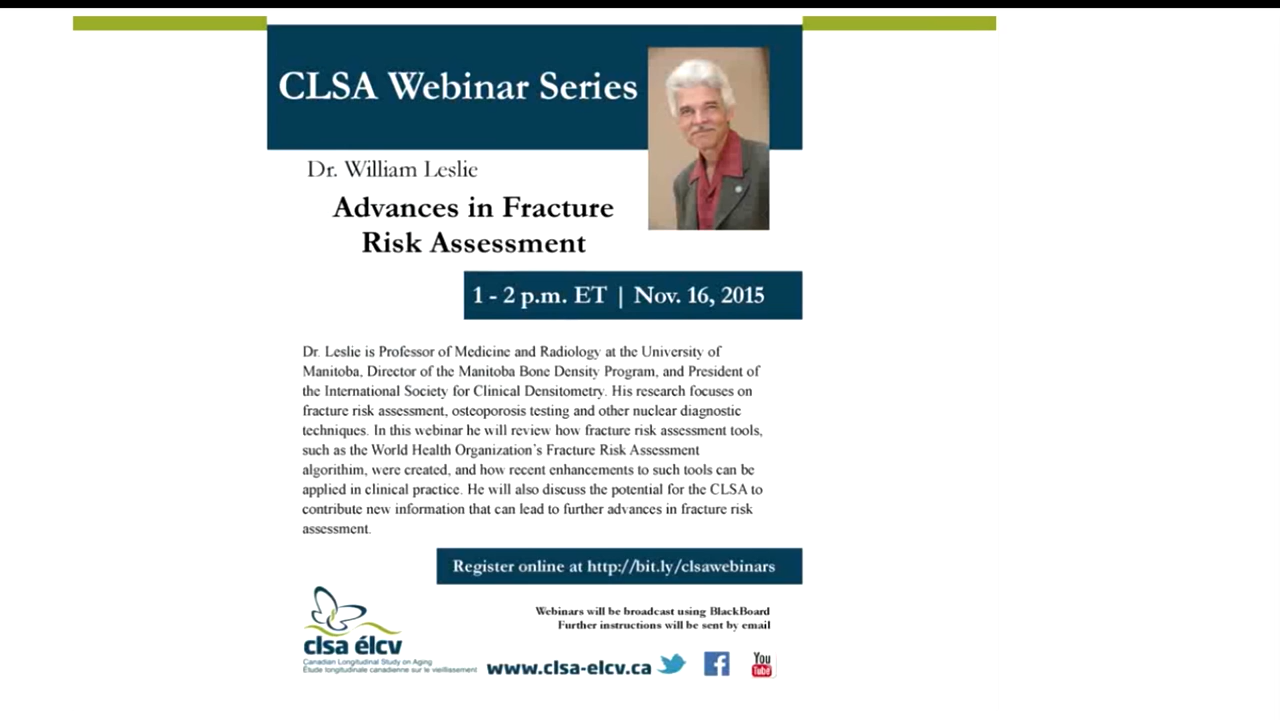 CLSA Webinar Series
Dr. William Leslie
Advances in Fracture
Risk Assessment
1 - 2 p.m. ET | Nov. 16, 2015
Dr. Leslie is Professor of Medicine and Radiology at the University of
Manitoba, Director of the Manitoba Bone Density Program, and President of
the International Society for Clinical Densitometry. His research focuses on
fracture risk assessment, osteoporosis testing and other nuclear diagnostic
techniques. In this webinar he will review how fracture risk assessment tools,
such as the World Health Organization's Fracture Risk Assessment
algorithim, were created, and how recent enhancements to such tools can be
applied in clinical practice. He will also discuss the potential for the CLSA to
contribute new information that can lead to further advances in fracture risk
assessment.
Register online at http://bit.ly/clsawebinars
Webinars will be broadcast using BlackBoard
Further instructions will be sent by email
clsa élcv
Canadian Longitudinal Study on Aging
Étude longitudinale canadienne sur le vieillissement
www.clsa-elcv.ca
You
Tube